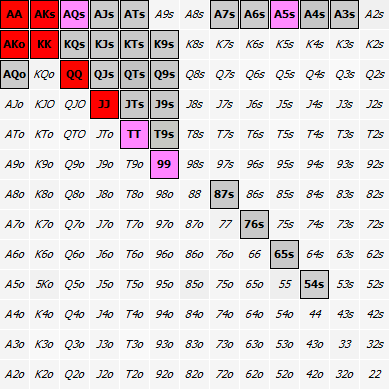 AA AKs AQs AJs ATs A9s A8s A7s A6s A5s A4s A3s A2s
AKo KK KQs KJs KTs K9s K8s K7s K6s K5s K4s K3s K2s
AQo KQo QQ QJs QTs Q9s Q8s Q7s Q6s Q5s Q4s Q3s Q2s
AJo KJO QJO JJ JTs J9s J8s J7s J6s J5s J4s J3s J2s
ATo KTo QTO JTo TT T9s T8s T7s T6s T5s T4s T3s T2s
A9o K9o Q9o J9o T9o 99 98s 97s 96s 95s 94s 93s 92s
A8o K8o Q8o J8o T8o 98o 88 87s 86s 85s 84s 83s 82s
A7o K7o Q7o J7o T7o 97o 87o 77 76s 75s 74s 73s 72s
A6o K6o Q6o J6o T6o 96o 86o 76o 66 65s 64s 63s 62s
A5o 5Ko Q5o J5o T5o 95o 85o 75o 65o 55 54s 53s 52s
A4o K4o Q4o J4o T4o 94o 84o 74o 64o 54o 44 43s 42s
A3o K3o Q3o J3o T3o 93o 83o 73o 63o 53o 43o 33 32s
A2o K2o Q2o J2o T2o 92o 82o 72o 62o 52o 42o 32o 22